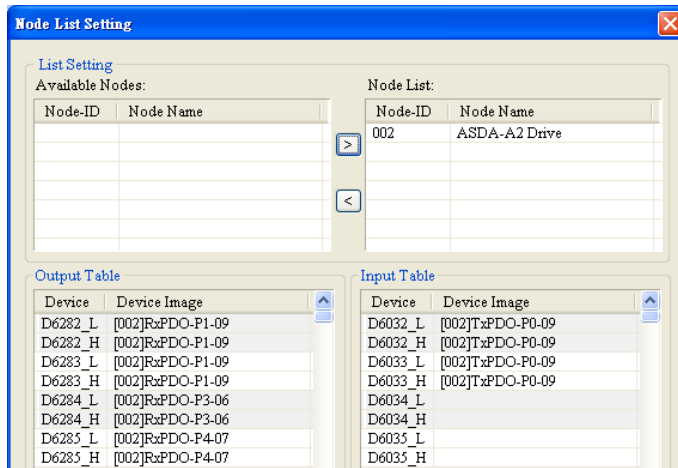 Node List Setting
List Setting
Available Nodes:
Node-ID Node Name
>
<
Node List:
Node-ID Node Name
002 ASDA-A2 Drive
Output Table
Device Device Image
D6282_L [002]RxPDO-P1-09
D6282_H [002]RxPDO-P1-09
D6283_L [002]RxPDO-P1-09
D6283_H [002]RxPDO-P1-09
D6284_L [002]RxPDO-P3-06
D6284_H [002]RxPDO-P3-06
D6285_L [002]RxPDO-P4-07
D6285_H [002]RxPDO-P4-07
Input Table
Device Device Image
D6032_L [002]TxPDO-P0-09
D6032_H [002]TxPDO-P0-09
D6033_L [002]TxPDO-P0-09
D6033_H [002]TxPDO-P0-09
D6034_L
D6034_H
D6035_L
D6035_H